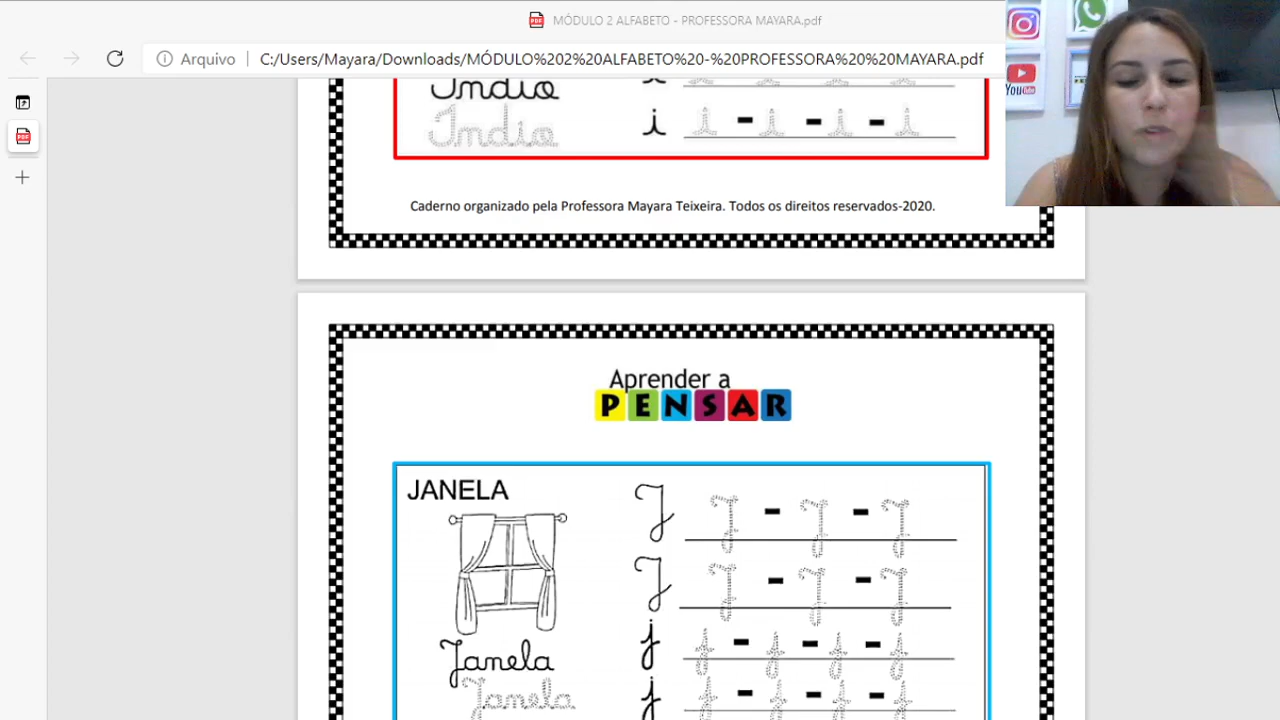 MÓDULO 2 ALFABETO - PROFESSORA MAYARA.pdf
Arquivo C:/Users/Mayara/Downloads/MÓDULO%202%20ALFABETO%20-%20PROFESSORA%20%20MAYARA.pdf
Índio
Índio i i - i - i - i
YouTube
Caderno organizado pela Professora Mayara Teixeira. Todos os direitos reservados-2020.
Aprender a
PENSAR
JANELA
J J - J - J
J J - J - J
Janela j j - j - j - j
Janela j j - j - j - j